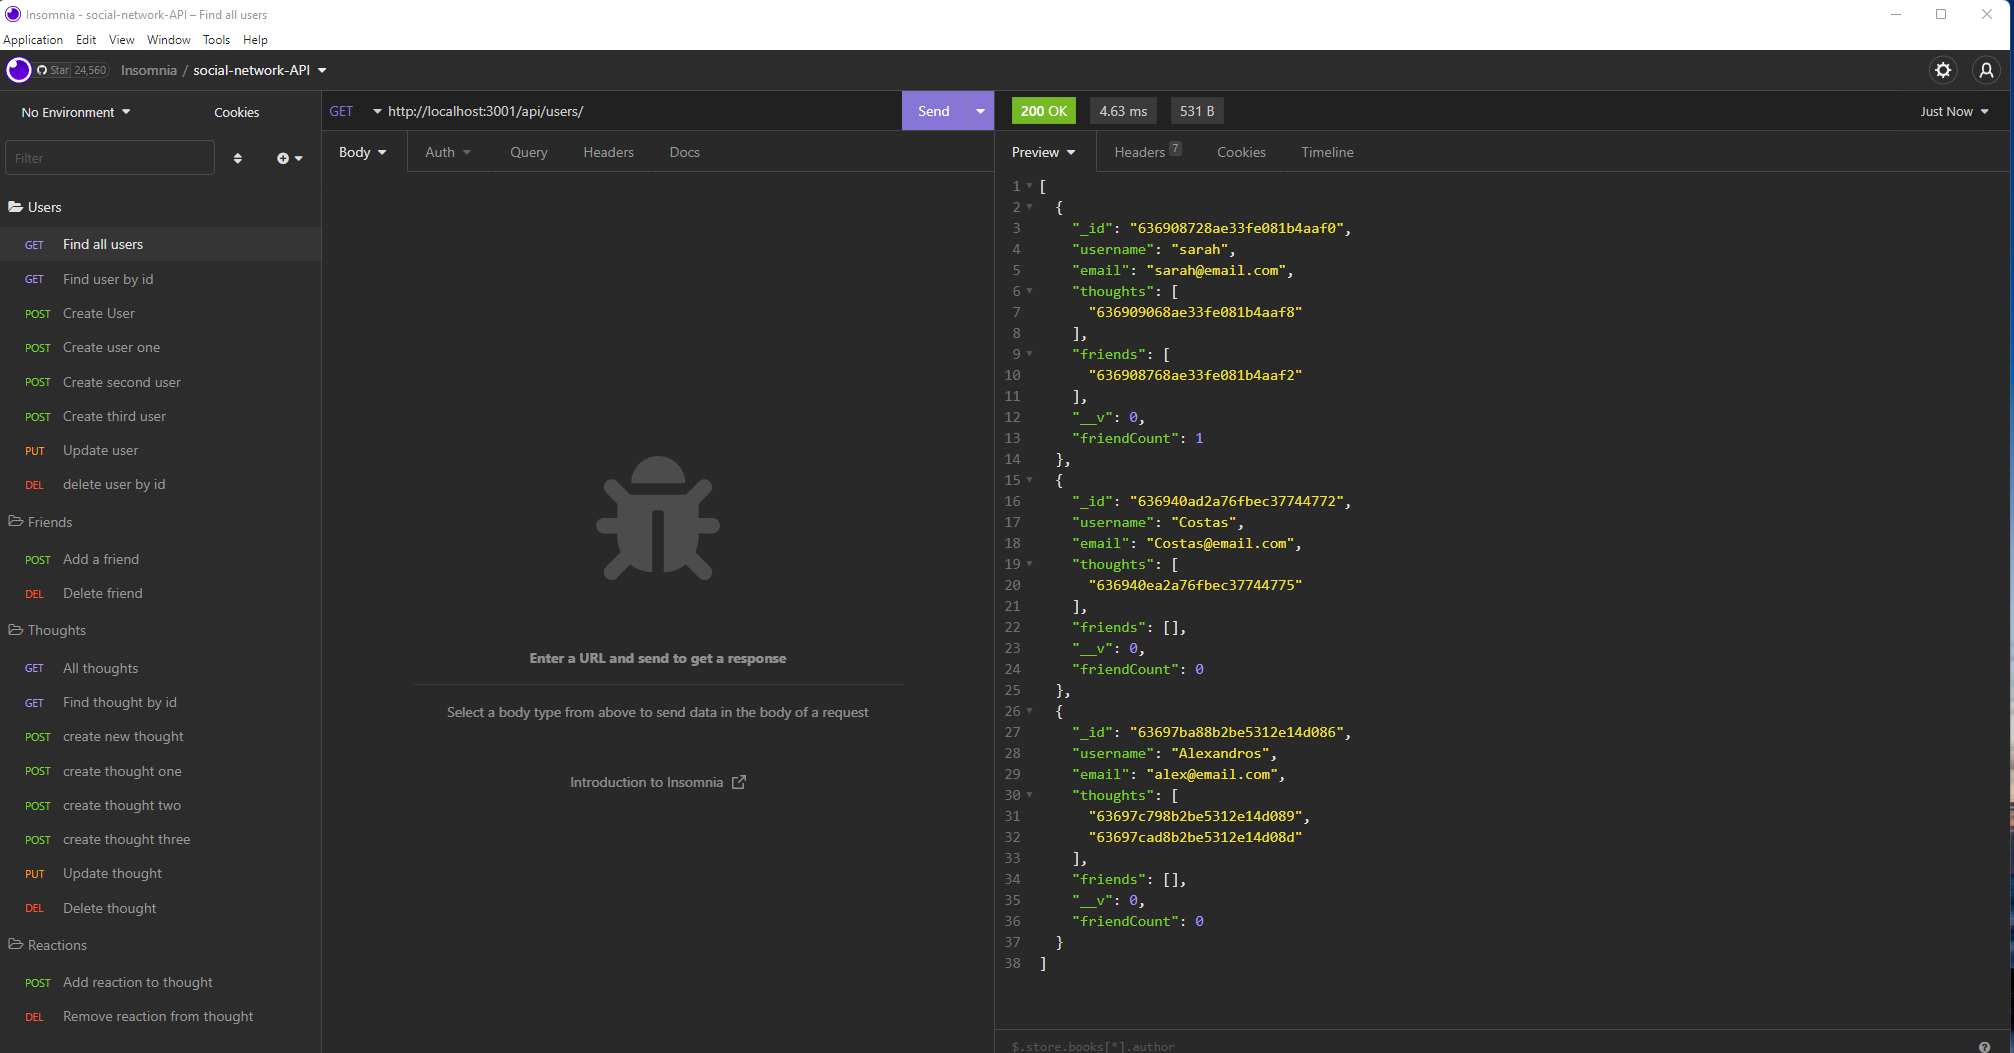 Insomnia - social-network-API – Find all users
Application Edit View Window Tools Help
Star 24,560 Insomnia / social-network-API
No Environment Cookies
Filter
Users
GET Find all users
GET Find user by id
POST Create User
POST Create user one
POST Create second user
POST Create third user
PUT Update user
DEL delete user by id
Friends
POST Add a friend
DEL Delete friend
Thoughts
GET All thoughts
GET Find thought by id
POST create new thought
POST create thought one
POST create thought two
POST create thought three
PUT Update thought
DEL Delete thought
Reactions
POST Add reaction to thought
DEL Remove reaction from thought
GET http://localhost:3001/api/users/ Send
Body Auth Query Headers Docs
Enter a URL and send to get a response
Select a body type from above to send data in the body of a request
Introduction to Insomnia
200 OK 4.63 ms 531 B Just Now
Preview Headers 7 Cookies Timeline
1 [
2 {
3 "_id": "636908728ae33fe081b4aaf0",
4 "username": "sarah",
5 "email": "sarah@email.com",
6 "thoughts": [
7 "636909068ae33fe081b4aaf8"
8 ],
9 "friends": [
10 "636908768ae33fe081b4aaf2"
11 ],
12 "__v": 0,
13 "friendCount": 1
14 },
15 {
16 "_id": "636940ad2a76fbec37744772",
17 "username": "Costas",
18 "email": "Costas@email.com",
19 "thoughts": [
20 "636940ea2a76fbec37744775"
21 ],
22 "friends": [],
23 "__v": 0,
24 "friendCount": 0
25 },
26 {
27 "_id": "63697ba88b2be5312e14d086",
28 "username": "Alexandros",
29 "email": "alex@email.com",
30 "thoughts": [
31 "63697c798b2be5312e14d089",
32 "63697cad8b2be5312e14d08d"
33 ],
34 "friends": [],
35 "__v": 0,
36 "friendCount": 0
37 }
38 ]
$.store.books[*].author